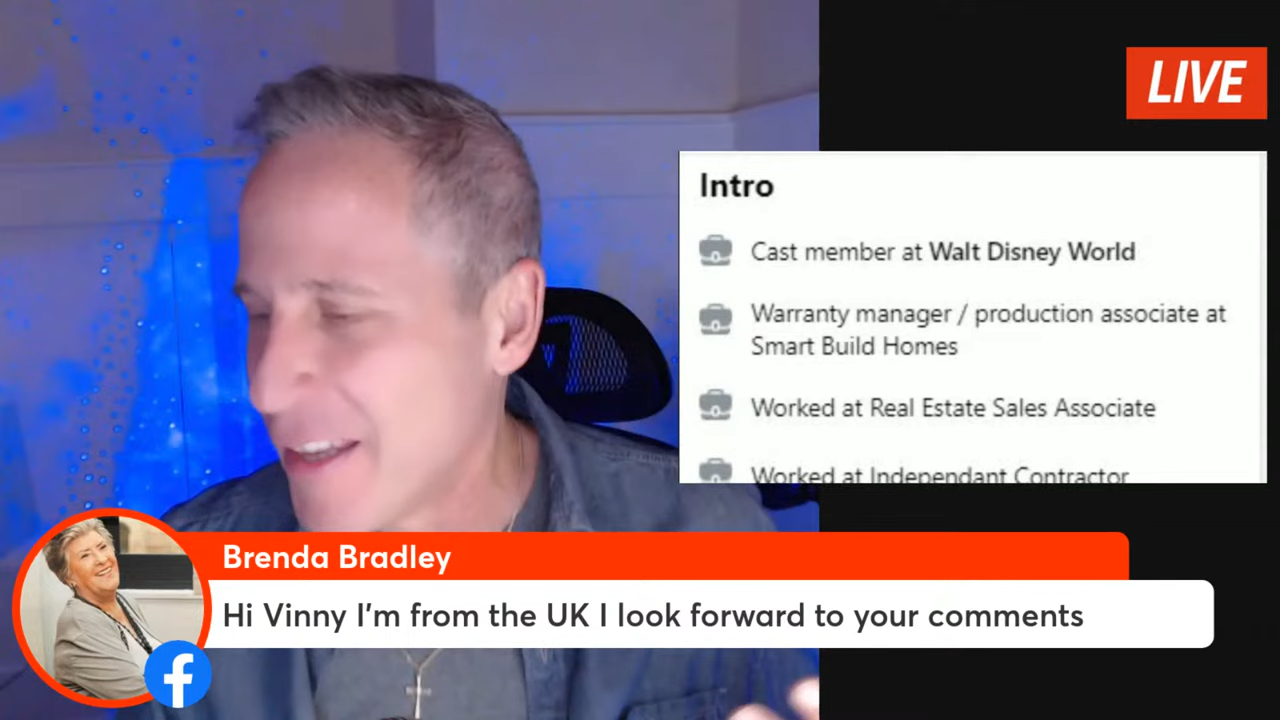 LIVE
Intro
Cast member at Walt Disney World
Warranty manager / production associate at
Smart Build Homes
Worked at Real Estate Sales Associate
Worked at Independant Contractor
Brenda Bradley
Hi Vinny I'm from the UK I look forward to your comments